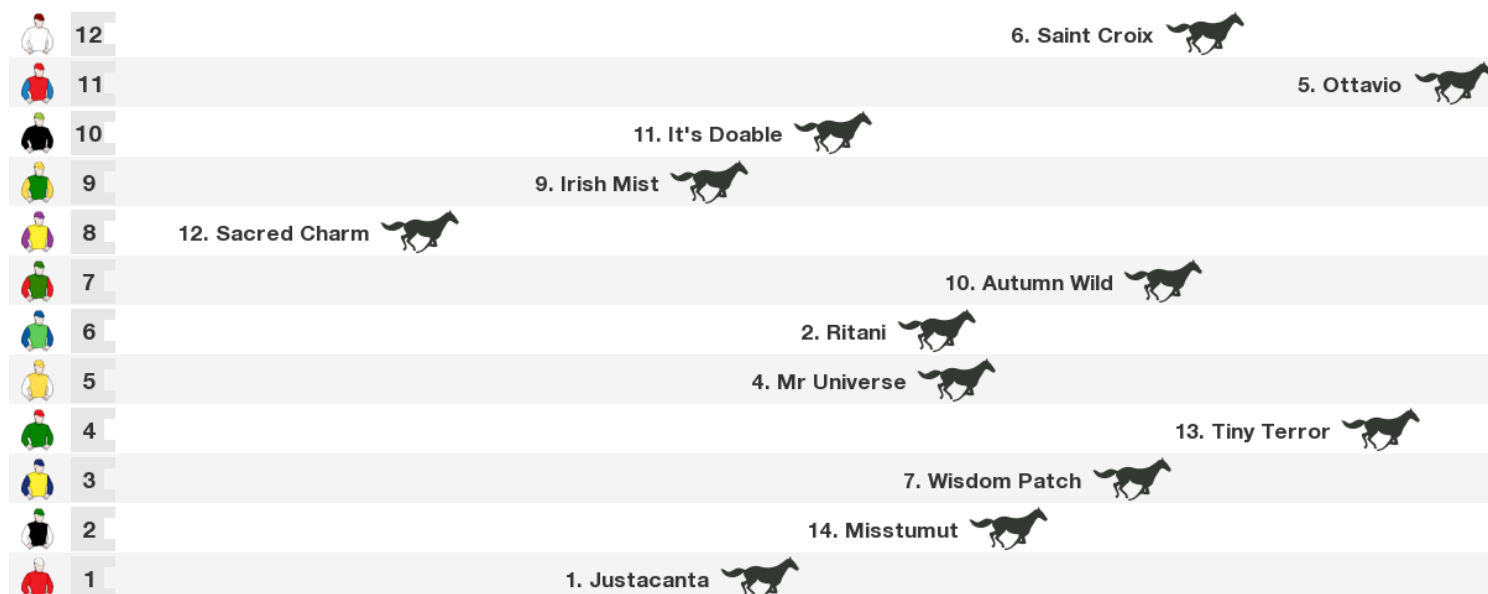 12 6. Saint Croix
11 5. Ottavio
10 11. It's Doable
9 9. Irish Mist
8 12. Sacred Charm
7 10. Autumn Wild
6 2. Ritani
5 4. Mr Universe
4 13. Tiny Terror
3 7. Wisdom Patch
2 14. Misstumut
1 1. Justacanta